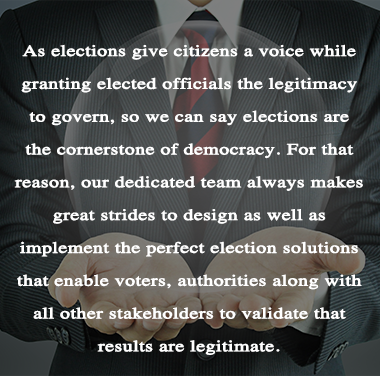 As elections give citizens a voice while
granting elected officials the legitimacy
to govern, so we can say elections are
the cornerstone of democracy. For that
reason, our dedicated team always makes
great strides to design as well as
implement the perfect election solutions
that enable voters, authorities along with
all other stakeholders to validate that
results are legitimate.